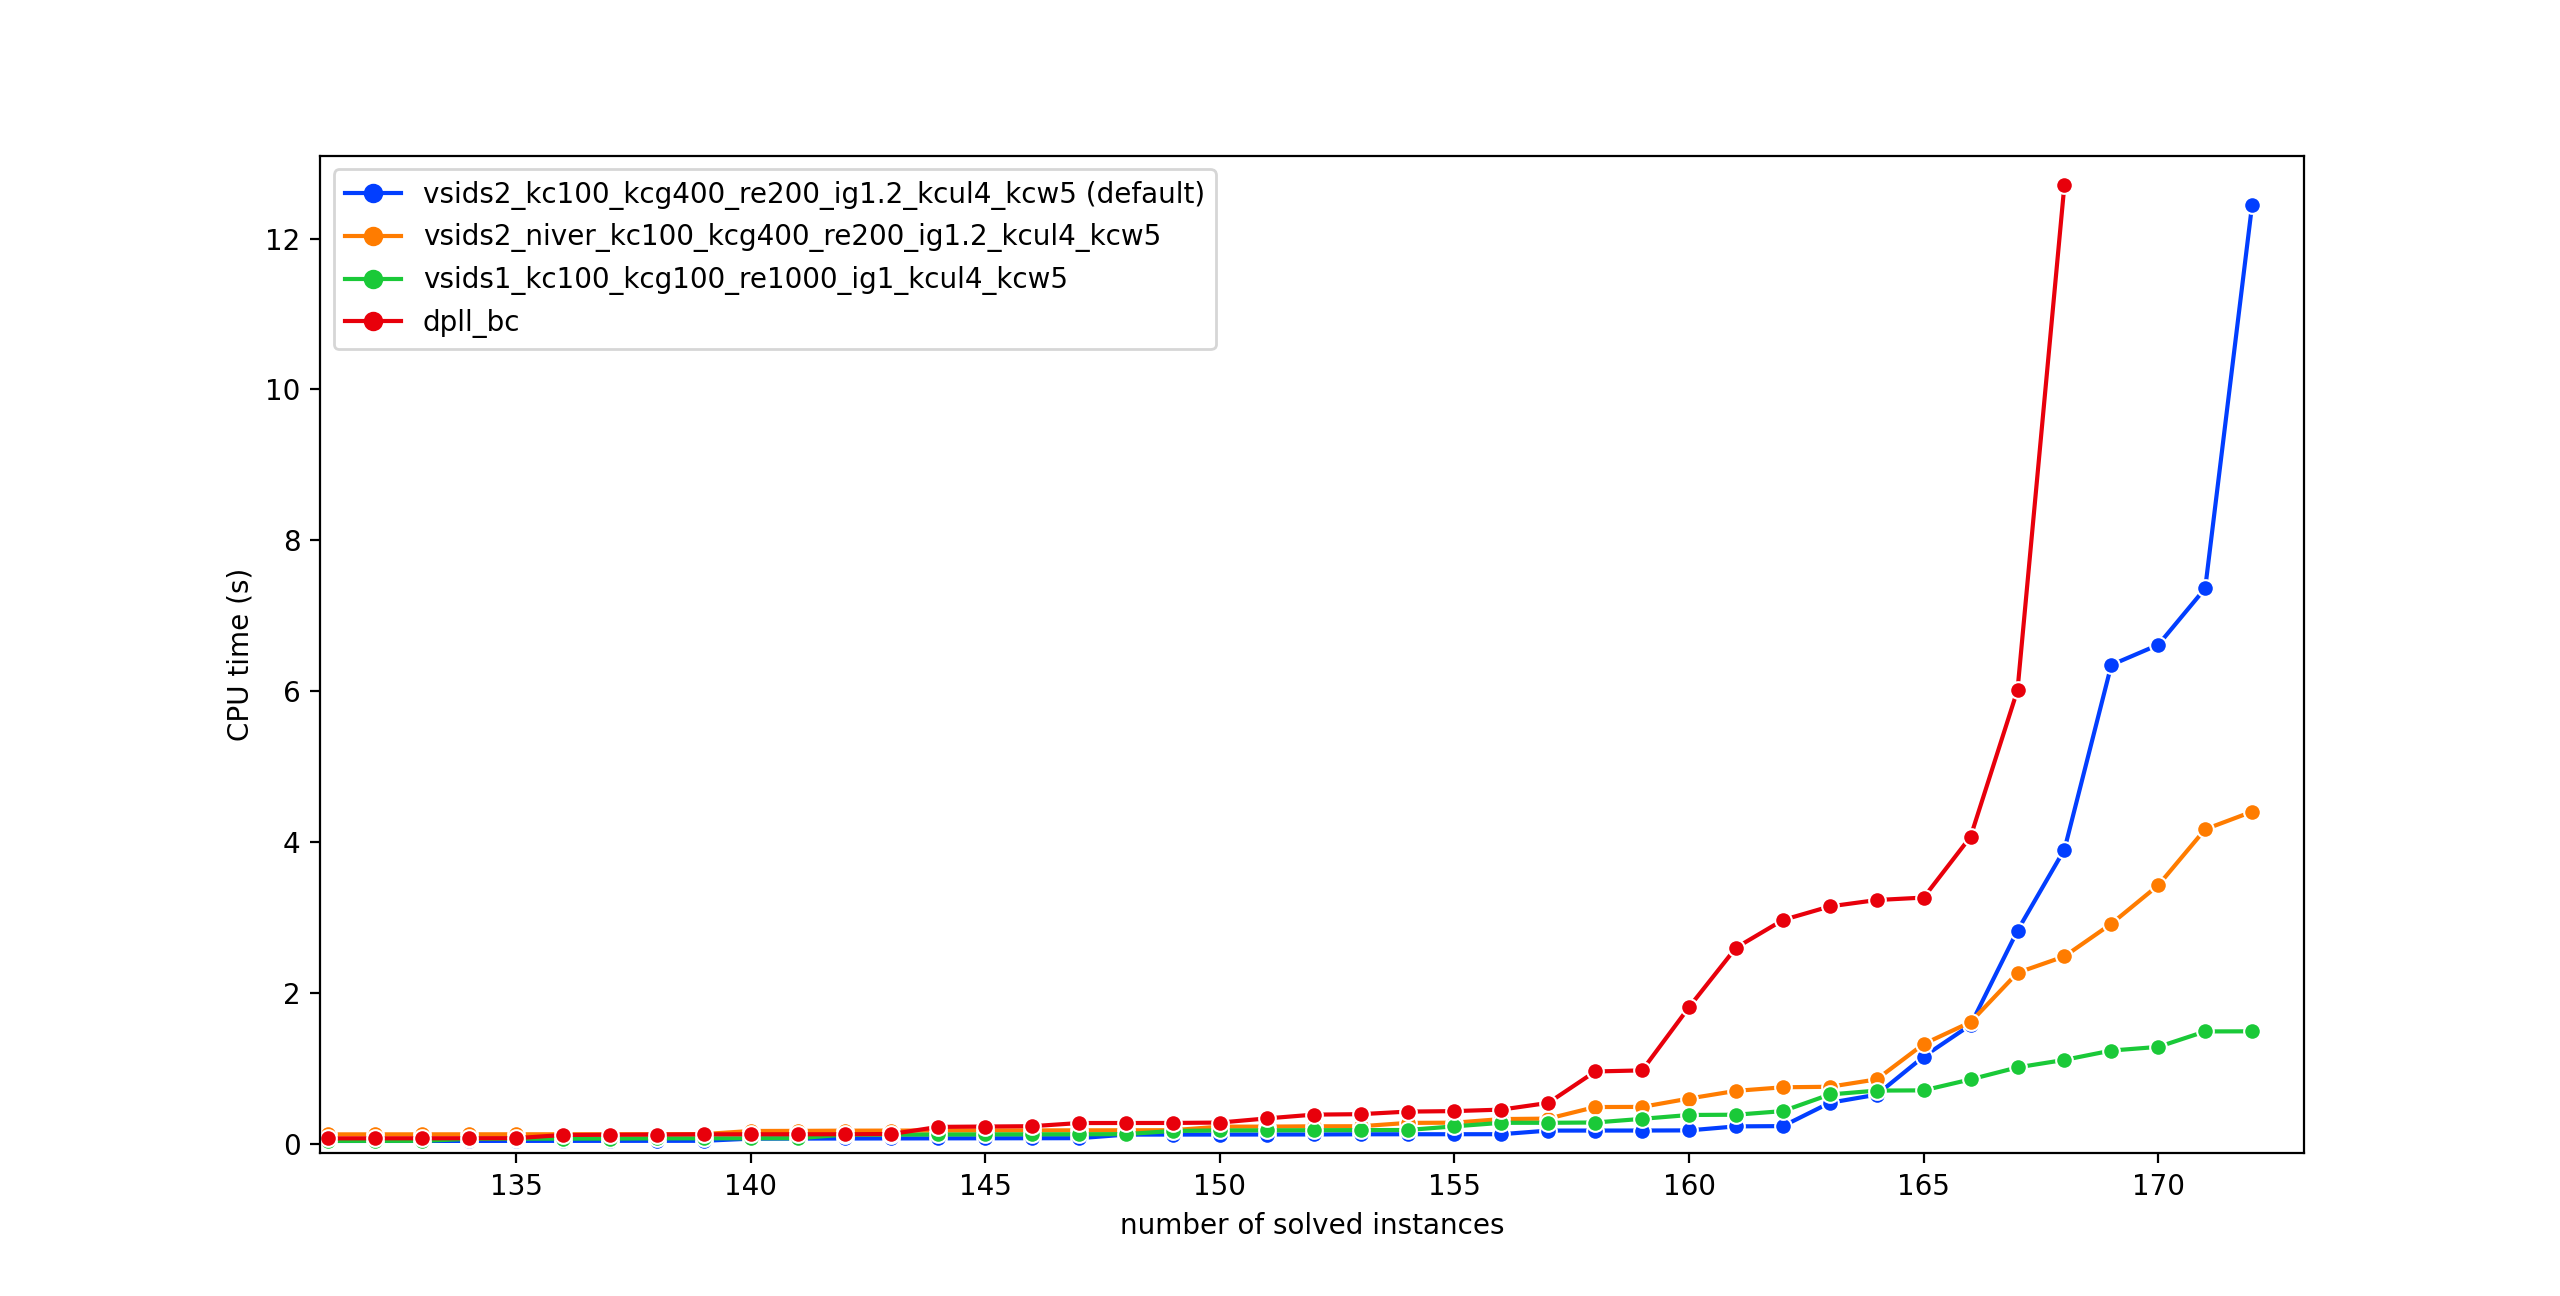 vsids2_kc100_kcg400_re200_ig1.2_kcul4_kcw5 (default)
vsids2_niver_kc100_kcg400_re200_ig1.2_kcul4_kcw5
vsids1_kc100_kcg100_re1000_ig1_kcul4_kcw5
dpll_bc
12
10
8
6
4
2
0
CPU time (s)
135 140 145 150 155 160 165 170
number of solved instances